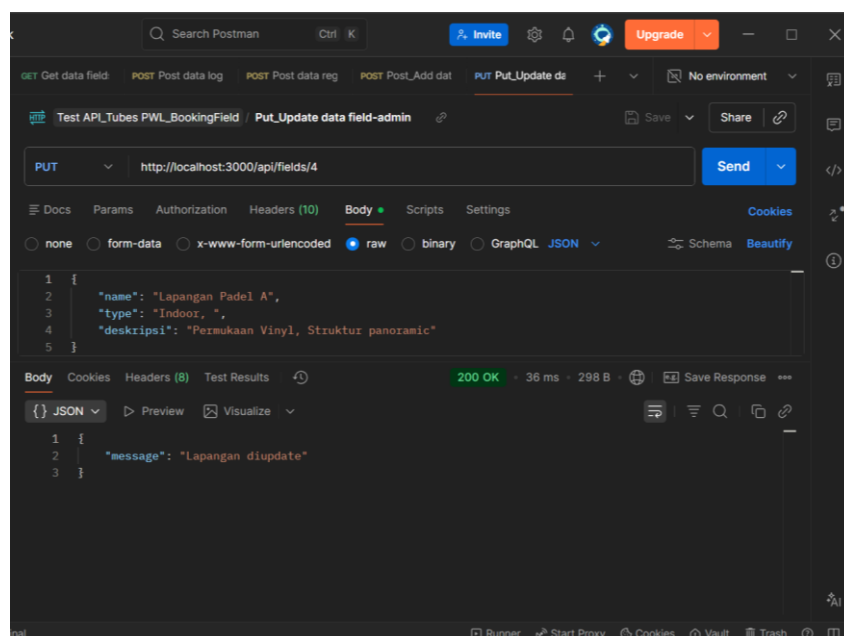 Search Postman Ctrl K Invite Upgrade
GET Get data field POST Post data log POST Post data reg POST Post_Add dat PUT Put_Update da No environment
HTTP Test API_Tubes PWL_BookingField / Put_Update data field-admin Save Share
PUT http://localhost:3000/api/fields/4 Send
Docs Params Authorization Headers (10) Body Scripts Settings Cookies
none form-data x-www-form-urlencoded raw binary GraphQL JSON Schema Beautify
1 {
2 "name": "Lapangan Padel A",
3 "type": "Indoor, ",
4 "deskripsi": "Permukaan Vinyl, Struktur panoramic"
5 }
Body Cookies Headers (8) Test Results 200 OK 36 ms 298 B Save Response
{} JSON Preview Visualize
1 {
2 "message": "Lapangan diupdate"
3 }
AI
Runner Start Proxy Cookies Vault Trash